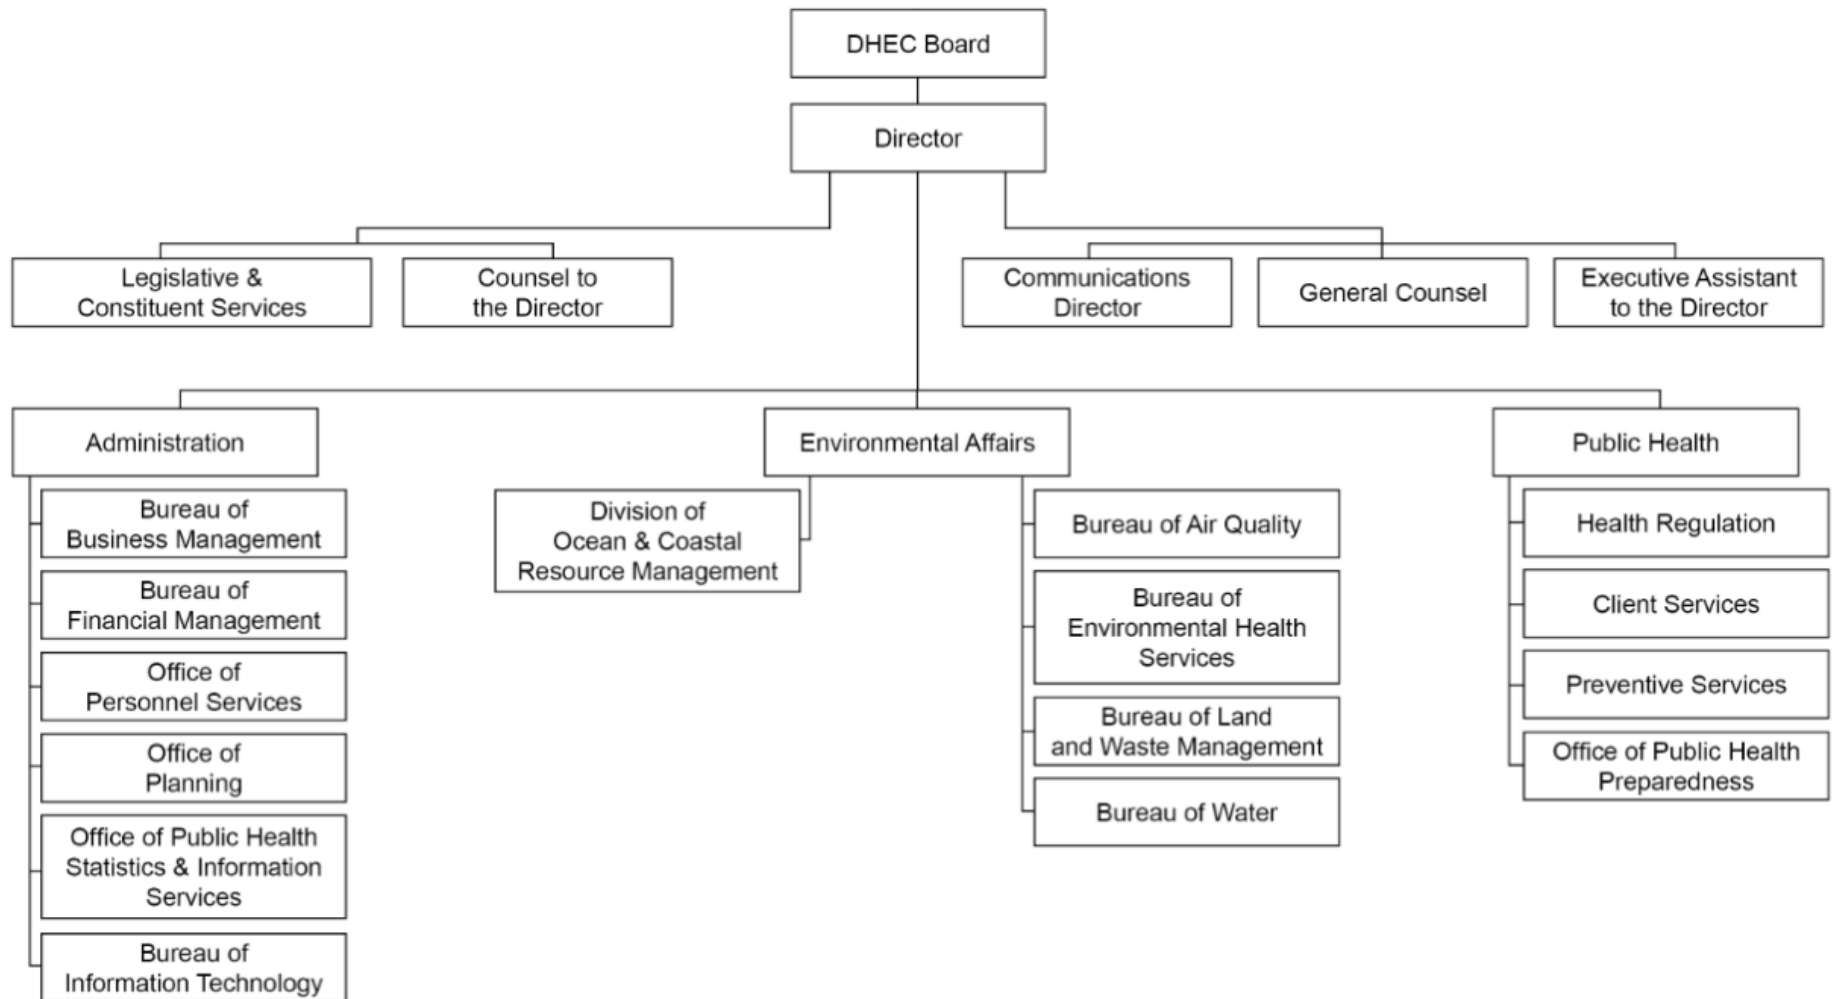 DHEC Board
Director
Legislative &
Constituent Services
Counsel to
the Director
Communications
Director
General Counsel
Executive Assistant
to the Director
Administration
Bureau of
Business Management
Bureau of
Financial Management
Office of
Personnel Services
Office of
Planning
Office of Public Health
Statistics & Information
Services
Bureau of
Information Technology
Environmental Affairs
Division of
Ocean & Coastal
Resource Management
Bureau of Air Quality
Bureau of
Environmental Health
Services
Bureau of Land
and Waste Management
Bureau of Water
Public Health
Health Regulation
Client Services
Preventive Services
Office of Public Health
Preparedness